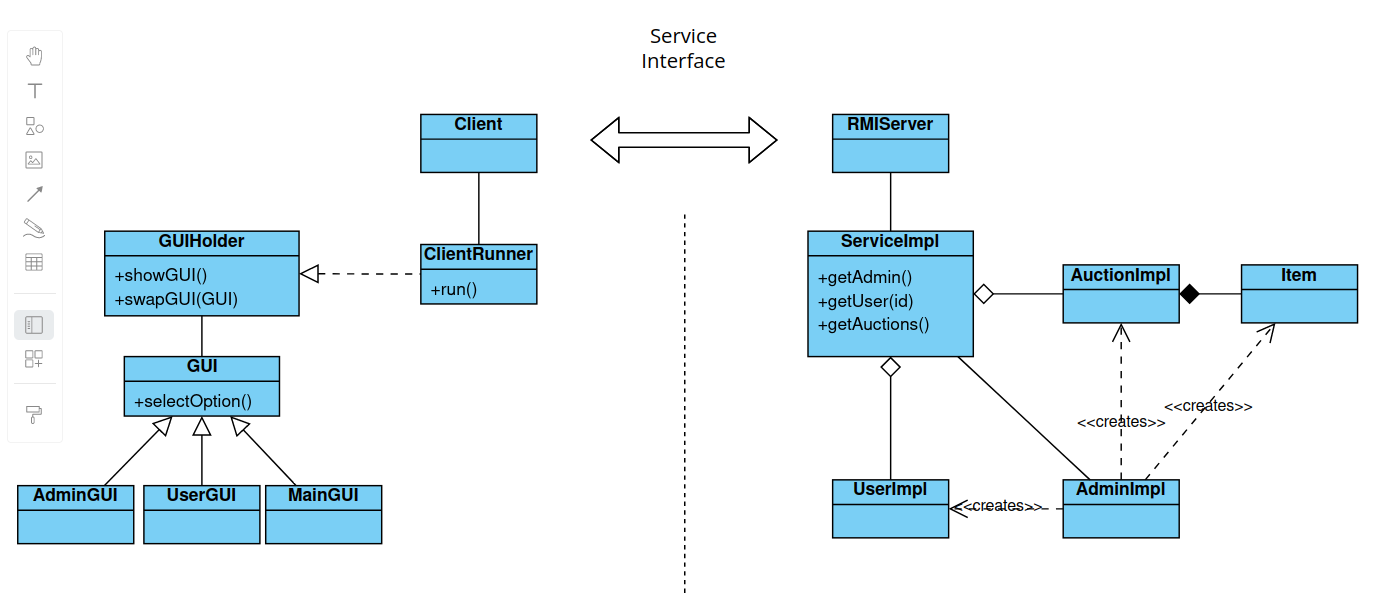 Service
Interface
Client
RMIServer
GUIHolder
+showGUI()
+swapGUI(GUI)
ClientRunner
+run()
ServiceImpl
+getAdmin()
+getUser(id)
+getAuctions()
AuctionImpl
Item
GUI
+selectOption()
<<creates>>
<<creates>>
AdminGUI
UserGUI
MainGUI
UserImpl
<<creates>>
AdminImpl